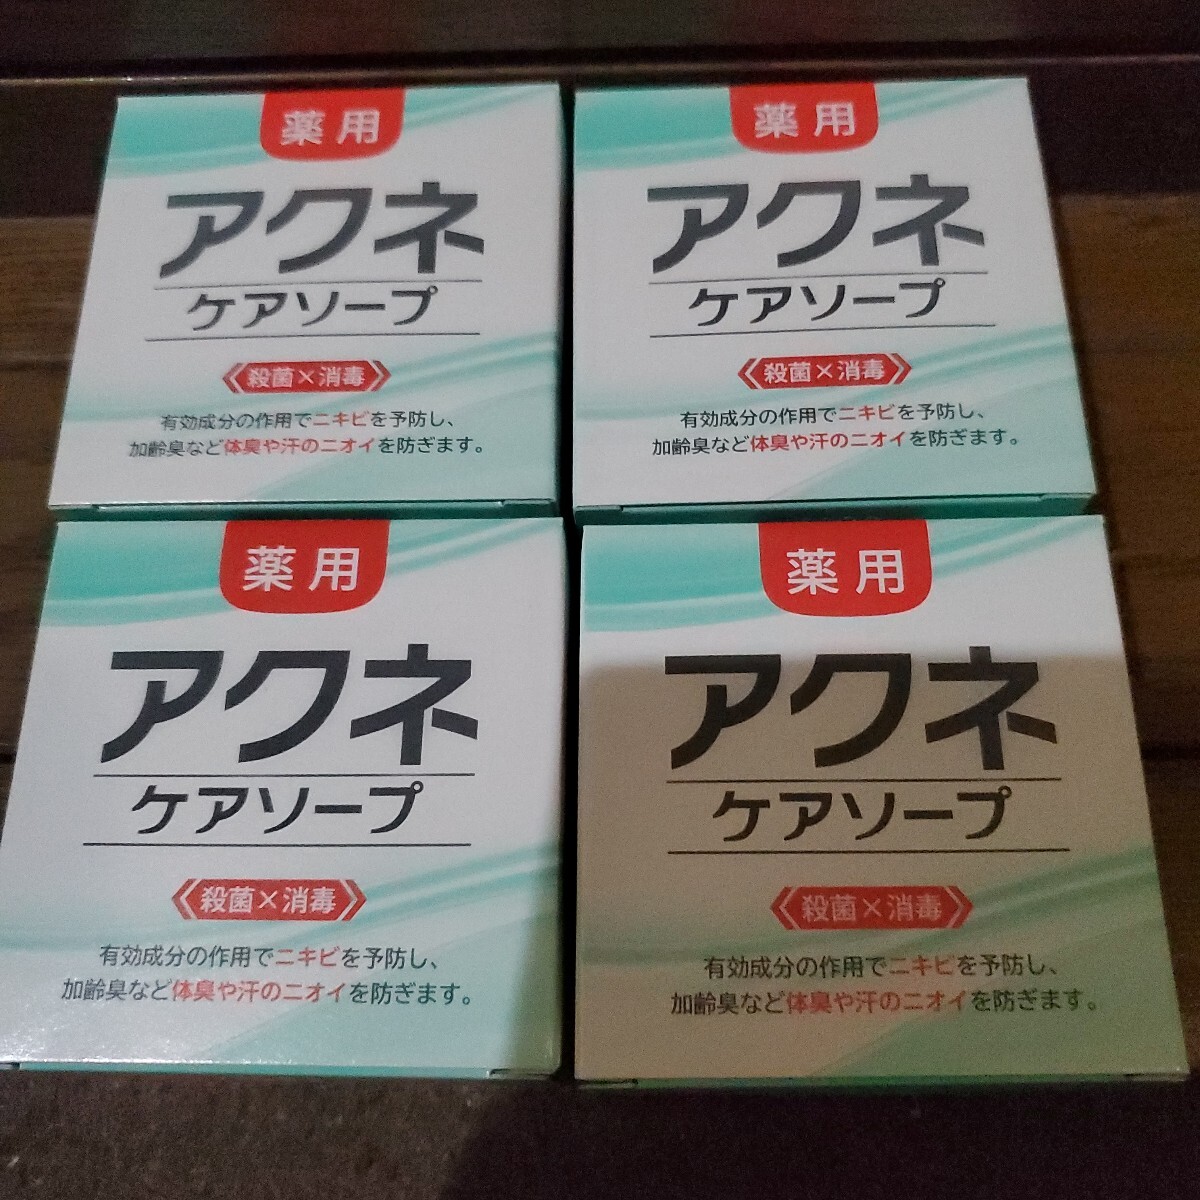 薬用
アクネ
ケアソープ
殺菌×消毒
有効成分の作用でニキビを予防し、
加齢臭など体臭や汗のニオイを防ぎます。
薬用
アクネ
ケアソープ
殺菌×消毒
有効成分の作用でニキビを予防し、
加齢臭など体臭や汗のニオイを防ぎます。
薬用
アクネ
ケアソープ
殺菌×消毒
有効成分の作用でニキビを予防し、
加齢臭など体臭や汗のニオイを防ぎます。
薬用
アクネ
ケアソープ
殺菌×消毒
有効成分の作用でニキビを予防し、
加齢臭など体臭や汗のニオイを防ぎます。